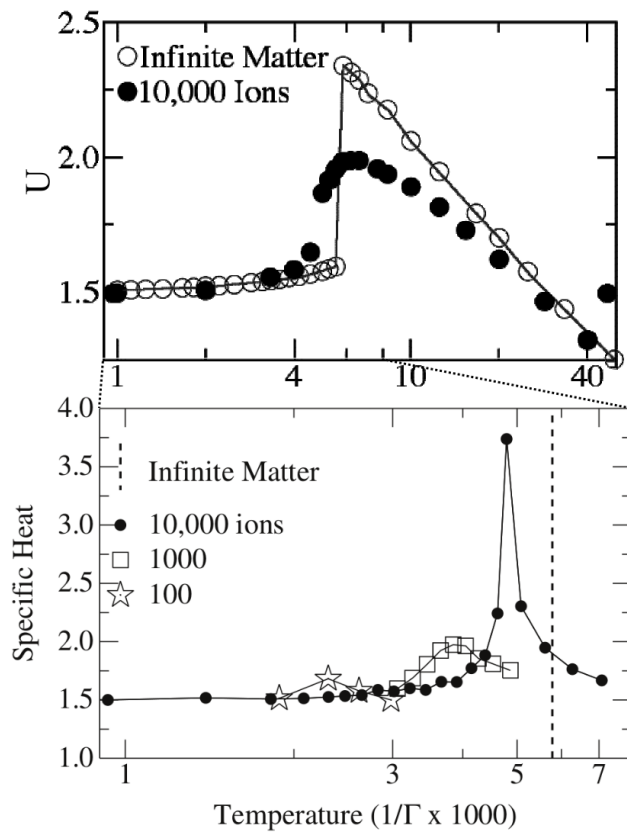 2.5
Infinite Matter
10,000 Ions
2.0
U
1.5
1 4 10 40
4.0
3.5
Infinite Matter
3.0
10,000 ions
2.5
1000
100
2.0
Specific Heat
1.5
1.0
1 3 5 7
Temperature (1/Γ x 1000)